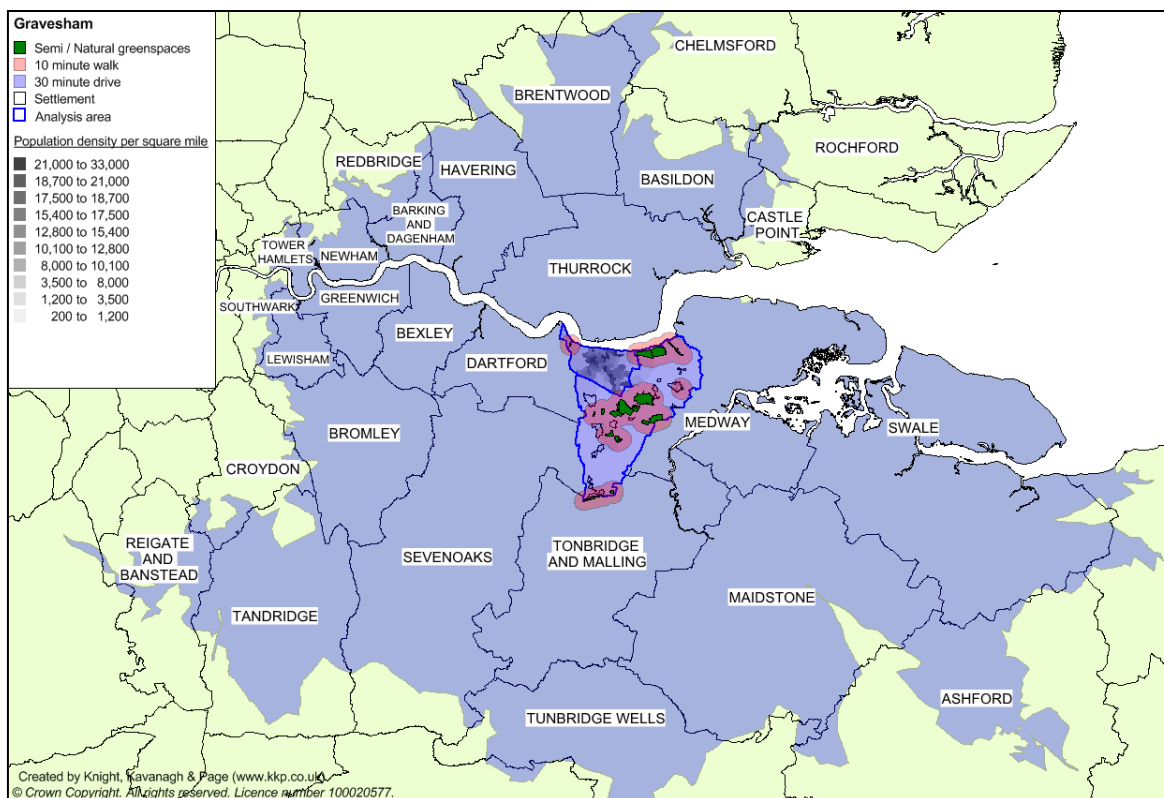 Gravesham
Semi / Natural greenspaces
10 minute walk
30 minute drive
Settlement
Analysis area
Population density per square mile
21,000 to 33,000
18,700 to 21,000
17,500 to 18,700
15,400 to 17,500
12,800 to 15,400
10,100 to 12,800
8,000 to 10,100
3,500 to 8,000
1,200 to 3,500
200 to 1,200
CHELMSFORD
BRENTWOOD
ROCHFORD
REDBRIDGE
HAVERING
BASILDON
BARKING
AND
DAGENHAM
CASTLE
POINT
TOWER
HAMLETS
NEWHAM
THURROCK
GREENWICH
SOUTHWARK
BEXLEY
LEWISHAM
DARTFORD
MEDWAY
SWALE
BROMLEY
CROYDON
REIGATE
AND
BANSTEAD
SEVENOAKS
TONBRIDGE
AND MALLING
MAIDSTONE
TANDRIDGE
ASHFORD
TUNBRIDGE WELLS
Created by Knight, Kavanagh & Page (www.kkp.co.uk).
© Crown Copyright. All rights reserved. Licence number 100020577.